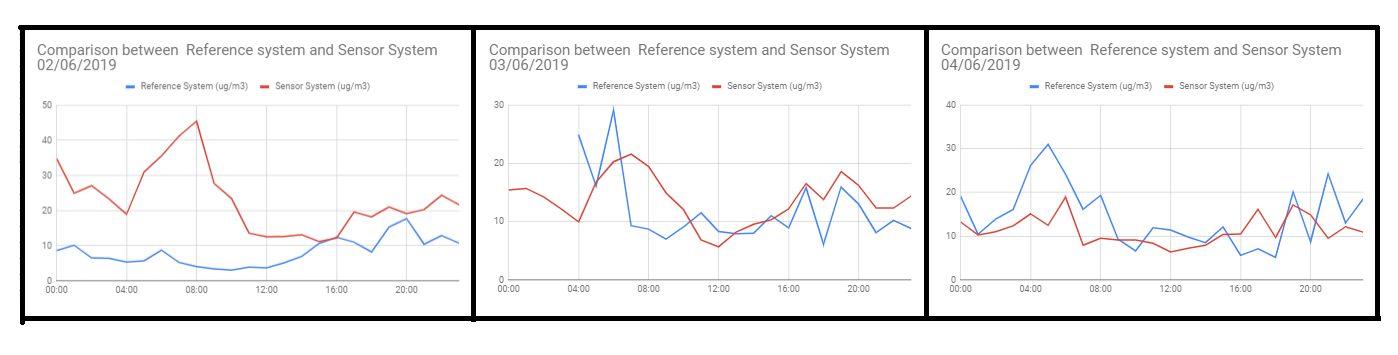 Comparison between  Reference system and Sensor System
02/06/2019
Reference System (ug/m3) Sensor System (ug/m3)
50
40
30
20
10
0
00:00 04:00 08:00 12:00 16:00 20:00
Comparison between  Reference system and Sensor System
03/06/2019
Reference System (ug/m3) Sensor System (ug/m3)
30
20
10
0
00:00 04:00 08:00 12:00 16:00 20:00
Comparison between  Reference system and Sensor System
04/06/2019
Reference System (ug/m3) Sensor System (ug/m3)
40
30
20
10
0
00:00 04:00 08:00 12:00 16:00 20:00